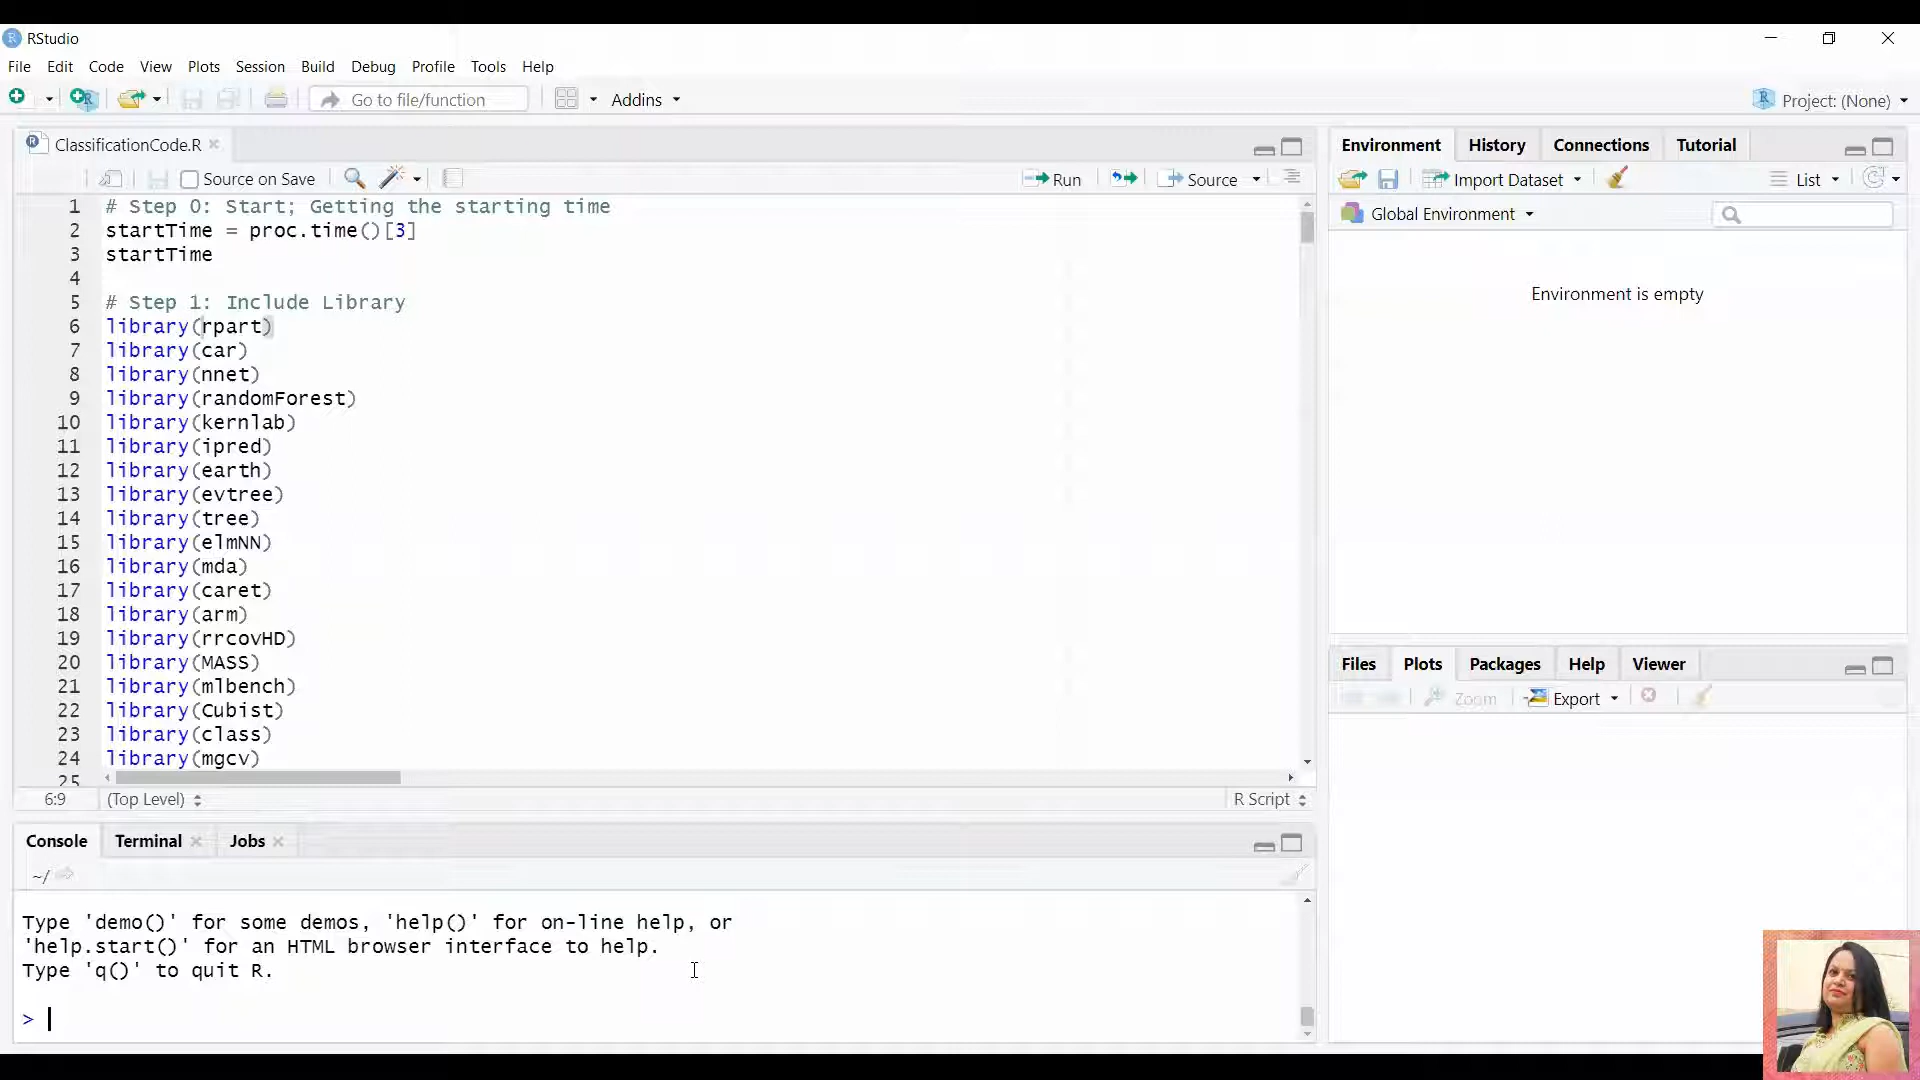 RStudio
File Edit Code View Plots Session Build Debug Profile Tools Help
Go to file/function Addins Project: (None)
ClassificationCode.R
Source on Save Run Source
1 # Step 0: Start; Getting the starting time
2 startTime = proc.time()[3]
3 startTime
4
5 # Step 1: Include Library
6 library(rpart)
7 library(car)
8 library(nnet)
9 library(randomForest)
10 library(kernlab)
11 library(ipred)
12 library(earth)
13 library(evtree)
14 library(tree)
15 library(elmNN)
16 library(mda)
17 library(caret)
18 library(arm)
19 library(rrcovHD)
20 library(MASS)
21 library(mlbench)
22 library(Cubist)
23 library(class)
24 library(mgcv)
25
6:9 (Top Level) R Script
Console Terminal Jobs
~/
Type 'demo()' for some demos, 'help()' for on-line help, or
'help.start()' for an HTML browser interface to help.
Type 'q()' to quit R.
>
Environment History Connections Tutorial
Import Dataset List
Global Environment
Environment is empty
Files Plots Packages Help Viewer
Zoom Export